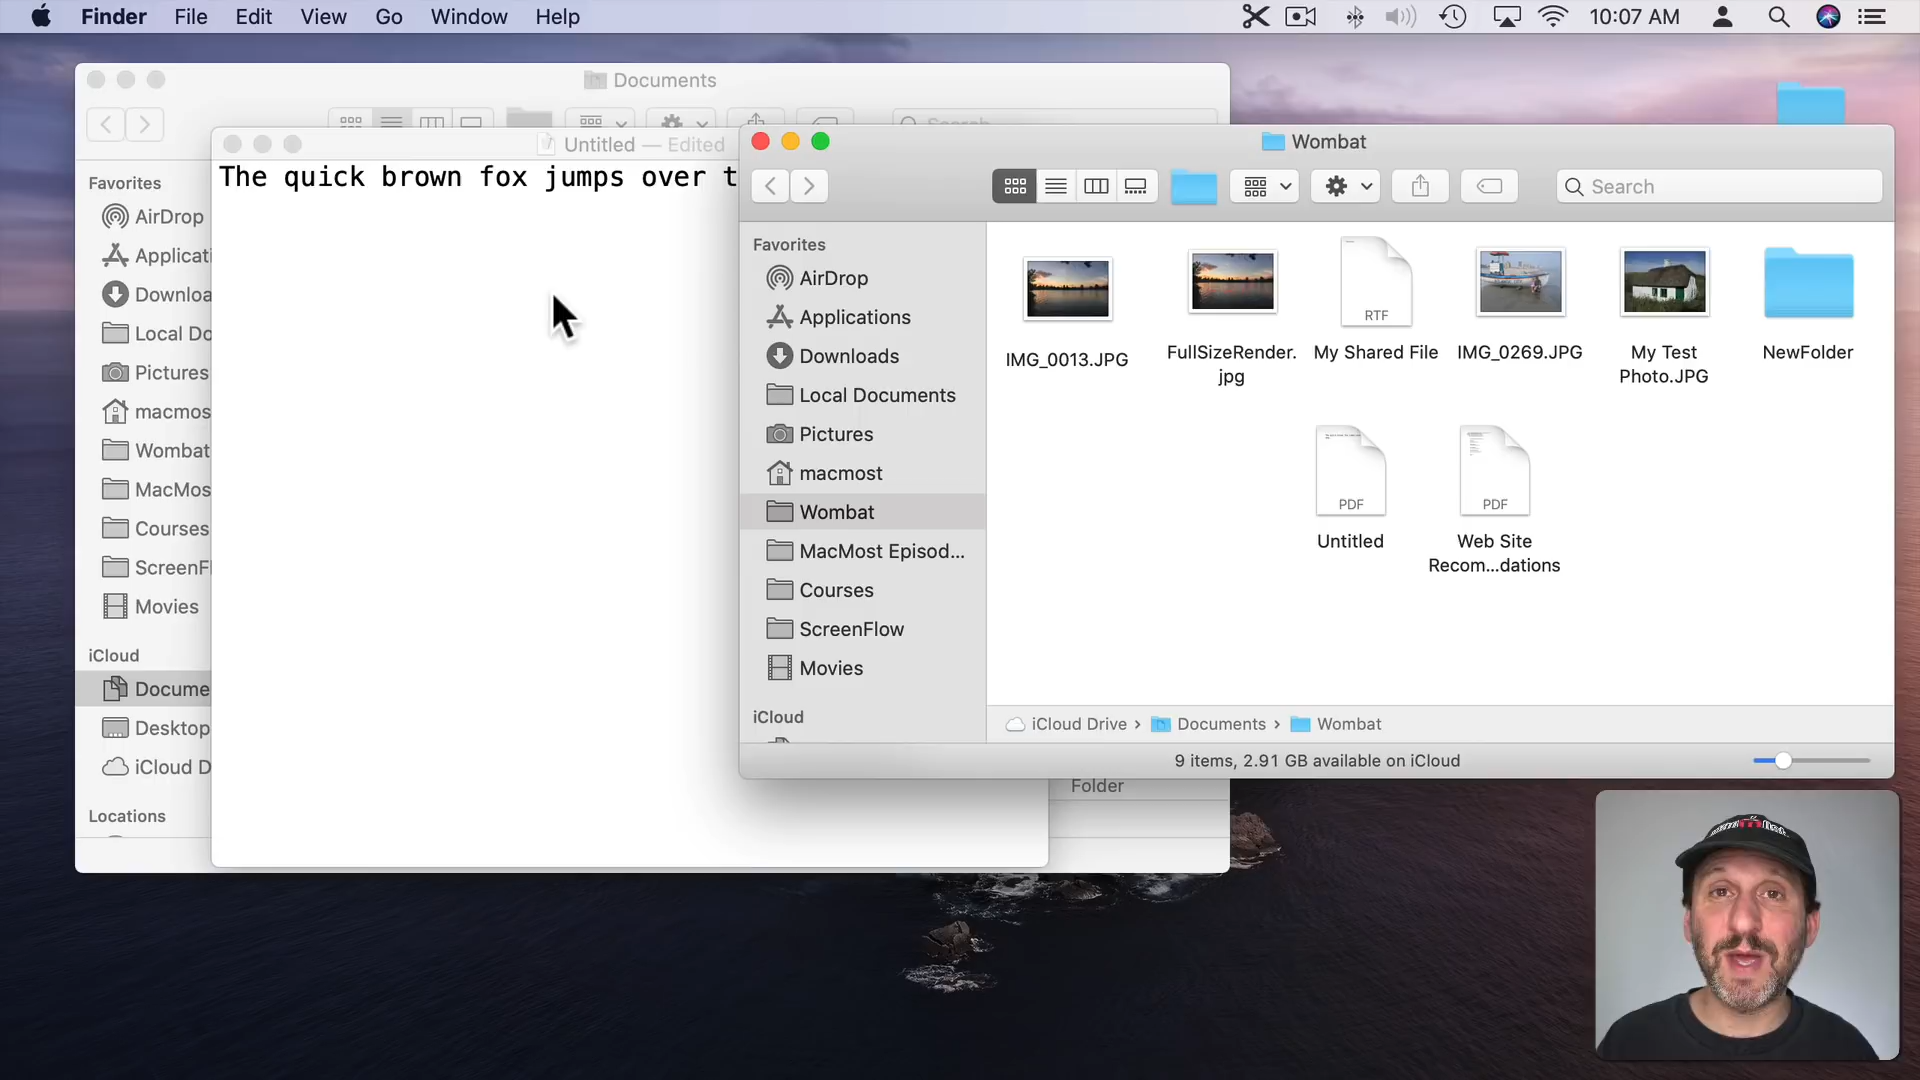 Finder File Edit View Go Window Help 10:07 AM
Documents
Search
Untitled — Edited
The quick brown fox jumps over t
Favorites
AirDrop
Applicati
Downloa
Local Do
Pictures
macmos
Wombat
MacMos
Courses
ScreenFl
Movies
iCloud
Docume
Desktop
iCloud D
Locations
Folder
Wombat
Search
Favorites
AirDrop
Applications
Downloads
Local Documents
Pictures
macmost
Wombat
MacMost Episod...
Courses
ScreenFlow
Movies
iCloud
IMG_0013.JPG
FullSizeRender.
jpg
RTF
My Shared File
IMG_0269.JPG
My Test
Photo.JPG
NewFolder
PDF
Untitled
PDF
Web Site
Recom...dations
iCloud Drive › Documents › Wombat
9 items, 2.91 GB available on iCloud